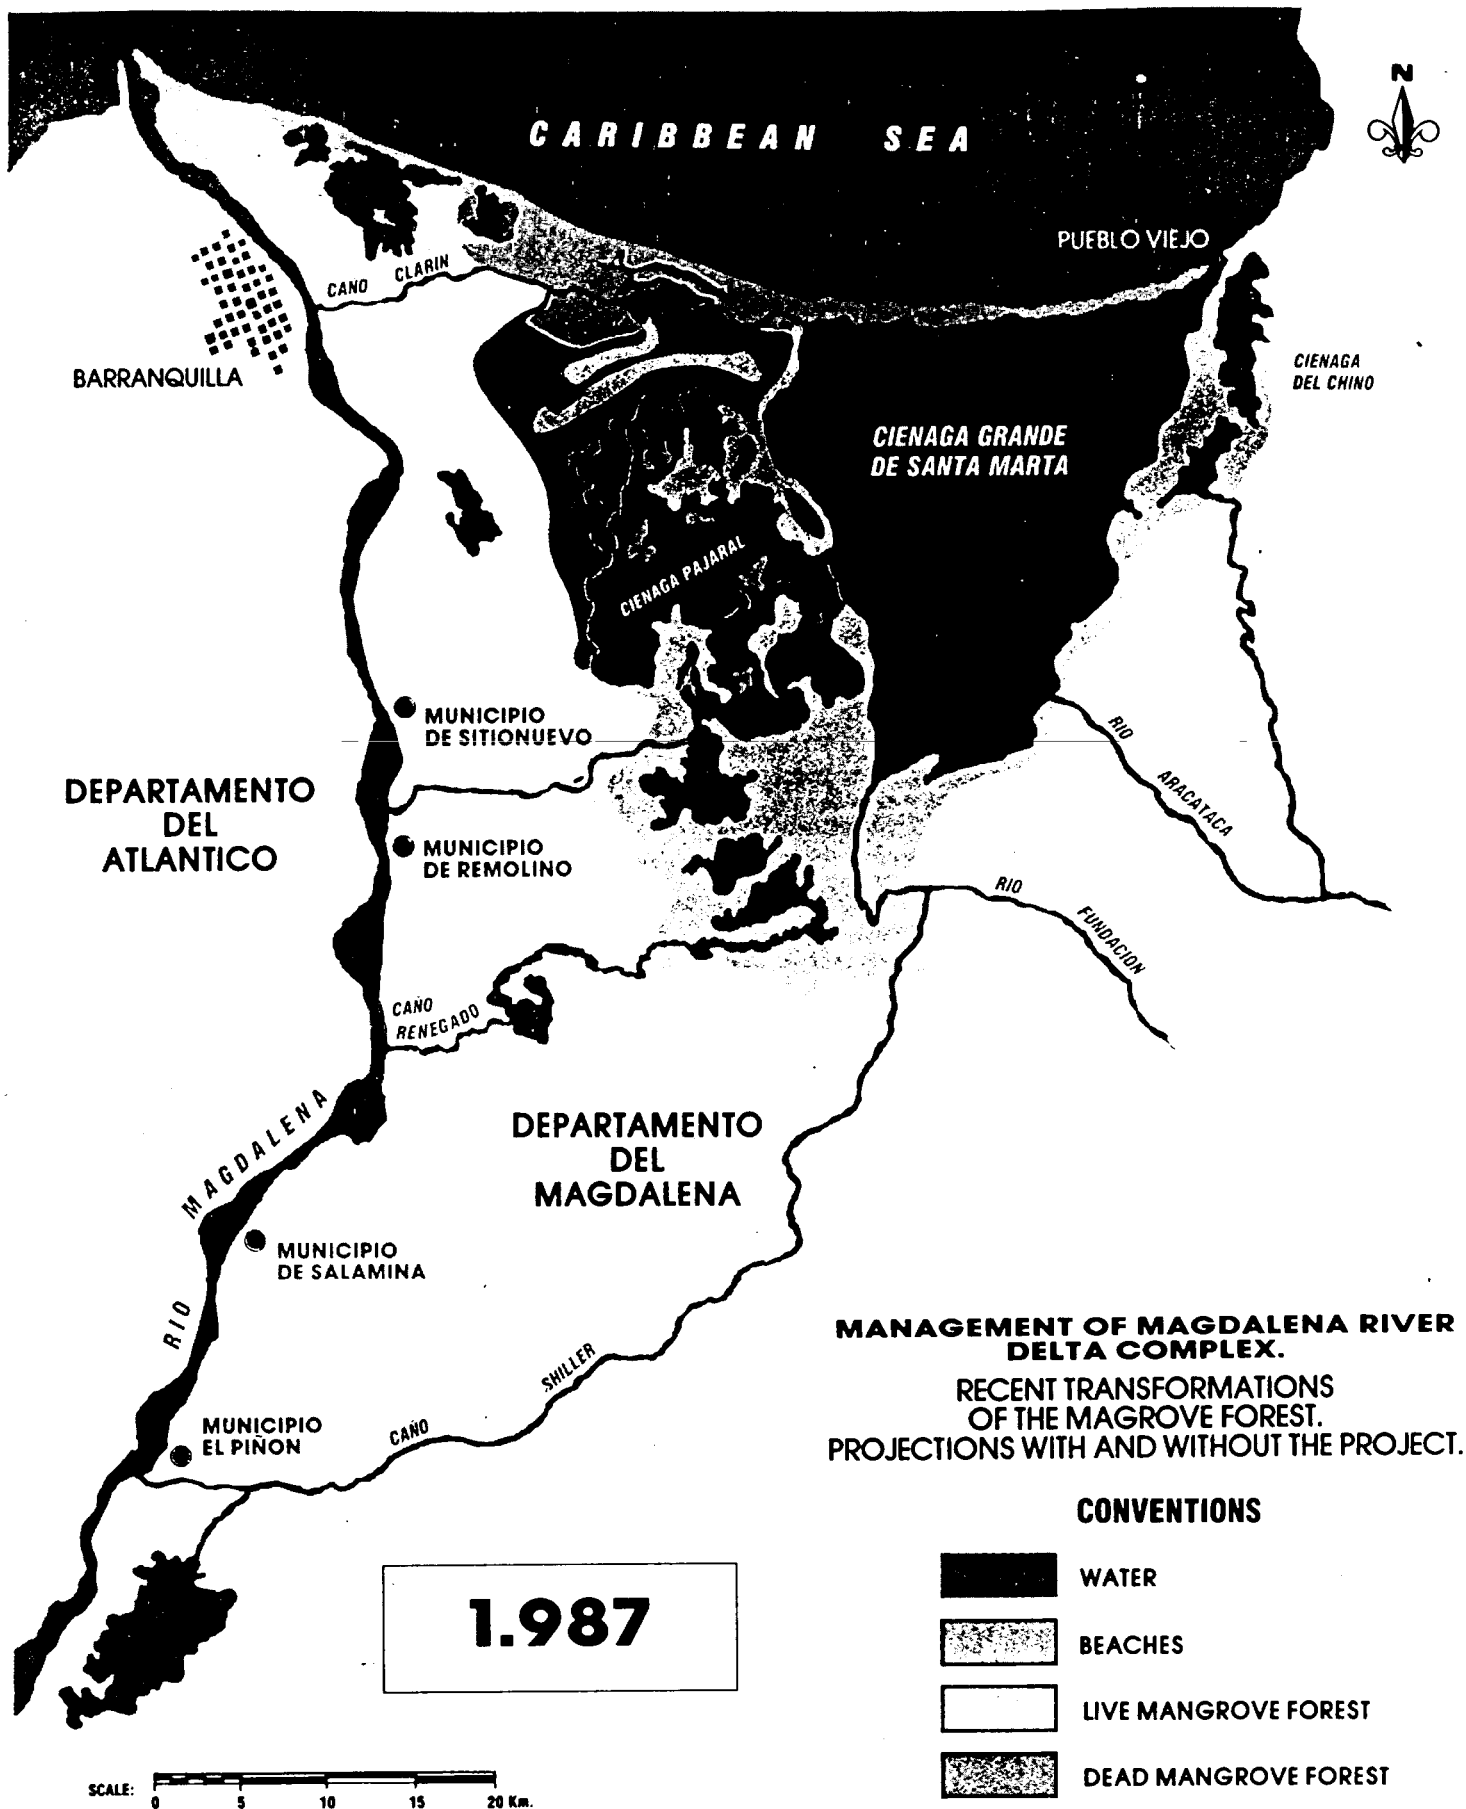 N
CARIBBEAN SEA
PUEBLO VIEJO
CAÑO CLARIN
BARRANQUILLA
CIENAGA
DEL CHINO
CIENAGA GRANDE
DE SANTA MARTA
CIENAGA PAJARAL
MUNICIPIO
DE SITIONUEVO
RIO ARACATACA
DEPARTAMENTO
DEL
ATLANTICO
MUNICIPIO
DE REMOLINO
RIO FUNDACION
CAÑO
RENEGADO
RIO MAGDALENA
DEPARTAMENTO
DEL
MAGDALENA
MUNICIPIO
DE SALAMINA
CAÑO SHILLER
MUNICIPIO
EL PIÑON
MANAGEMENT OF MAGDALENA RIVER
DELTA COMPLEX.
RECENT TRANSFORMATIONS
OF THE MAGROVE FOREST.
PROJECTIONS WITH AND WITHOUT THE PROJECT.
CONVENTIONS
WATER
BEACHES
LIVE MANGROVE FOREST
DEAD MANGROVE FOREST
1.987
SCALE:
0 5 10 15 20 Km.